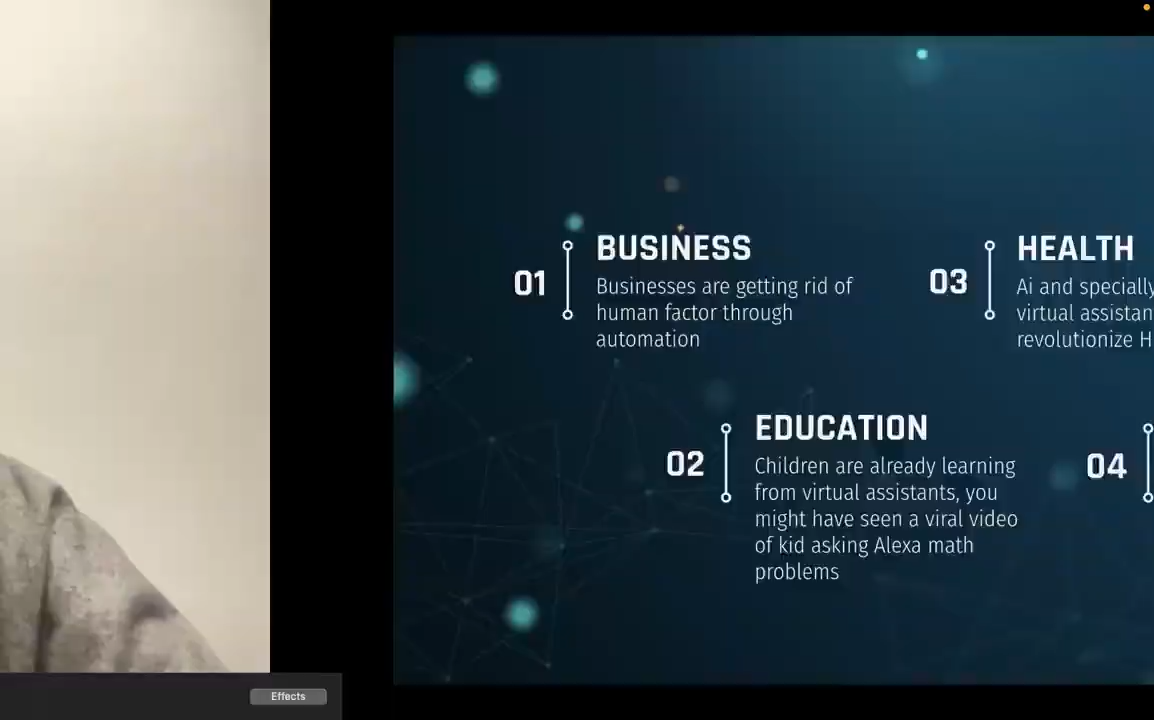 01
BUSINESS
Businesses are getting rid of
human factor through
automation
03
HEALTH
Ai and specially
virtual assistan
revolutionize H
02
EDUCATION
Children are already learning
from virtual assistants, you
might have seen a viral video
of kid asking Alexa math
problems
04
Effects